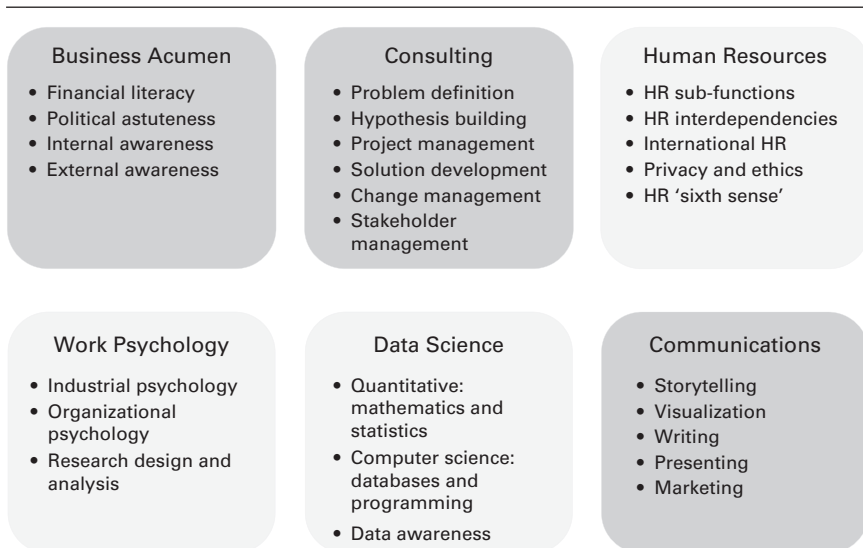 Business Acumen
• Financial literacy
• Political astuteness
• Internal awareness
• External awareness
Consulting
• Problem definition
• Hypothesis building
• Project management
• Solution development
• Change management
• Stakeholder
management
Human Resources
• HR sub-functions
• HR interdependencies
• International HR
• Privacy and ethics
• HR ‘sixth sense’
Work Psychology
• Industrial psychology
• Organizational
psychology
• Research design and
analysis
Data Science
• Quantitative:
mathematics and
statistics
• Computer science:
databases and
programming
• Data awareness
Communications
• Storytelling
• Visualization
• Writing
• Presenting
• Marketing